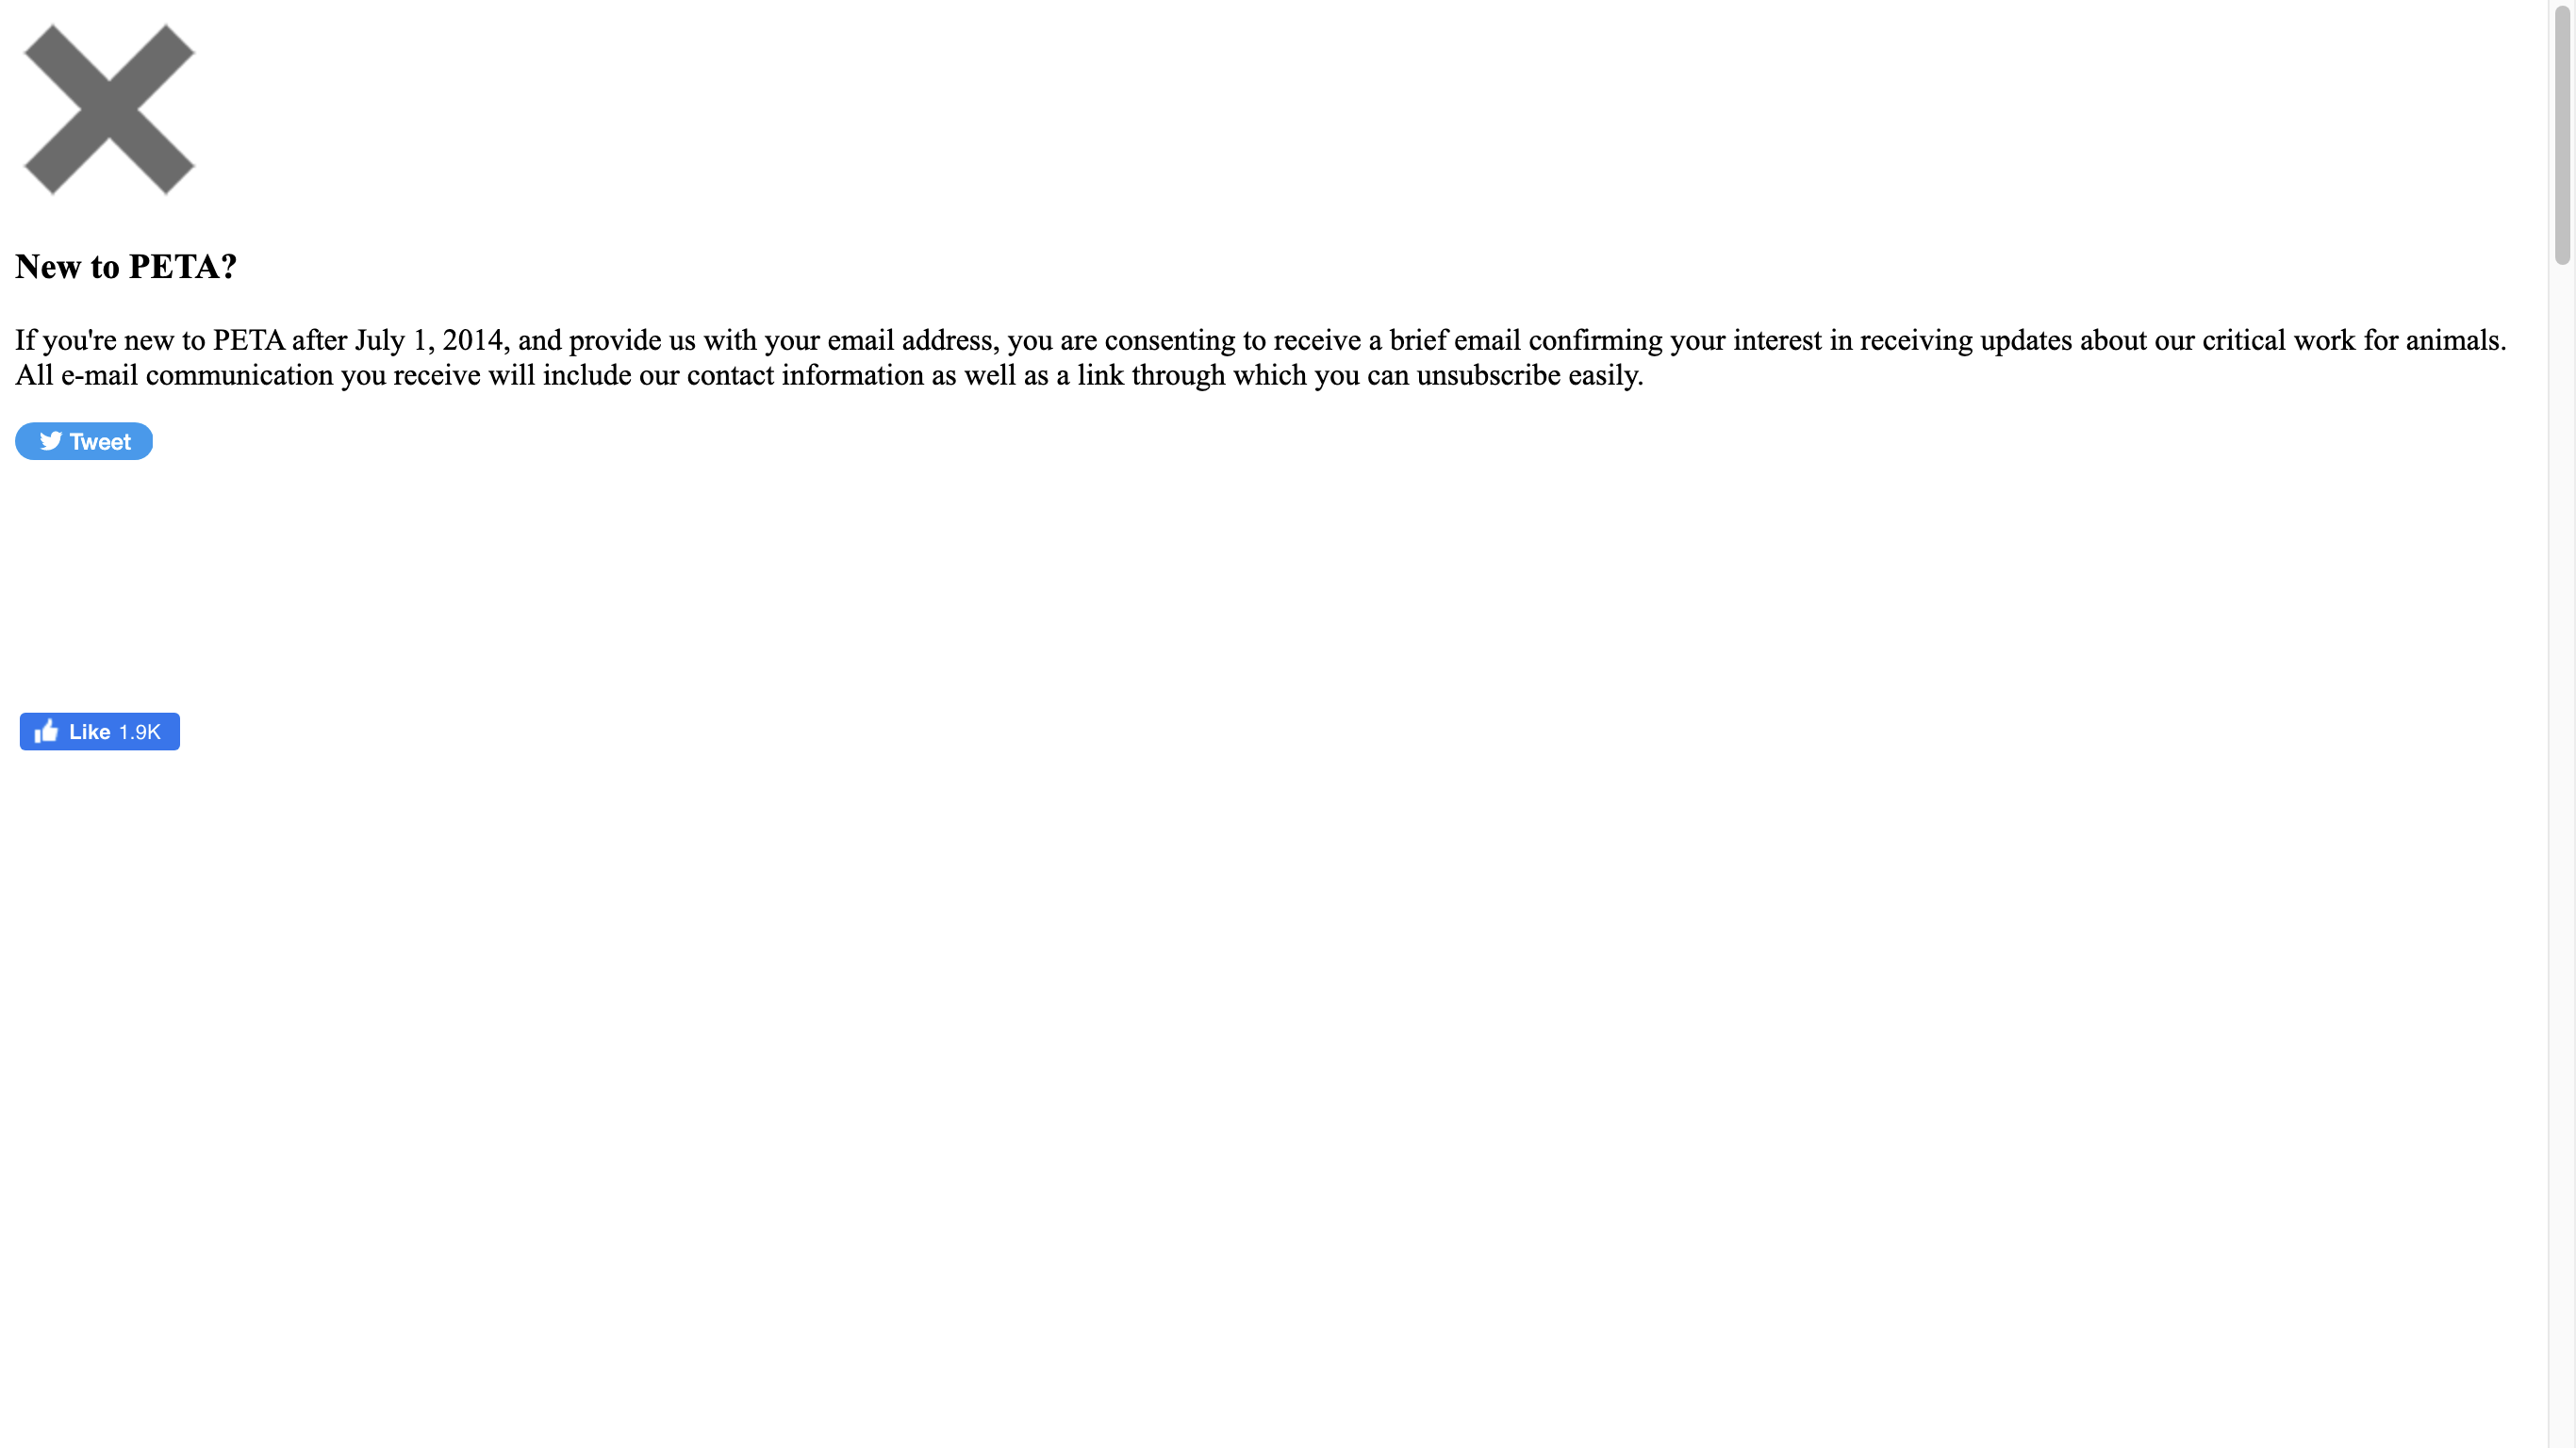 New to PETA?
If you're new to PETA after July 1, 2014, and provide us with your email address, you are consenting to receive a brief email confirming your interest in receiving updates about our critical work for animals.
All e-mail communication you receive will include our contact information as well as a link through which you can unsubscribe easily.
Tweet
Like 1.9K